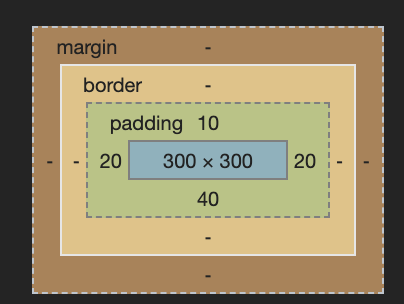 margin -
border -
padding 10
- - 20 300 × 300 20 - -
40
-
-